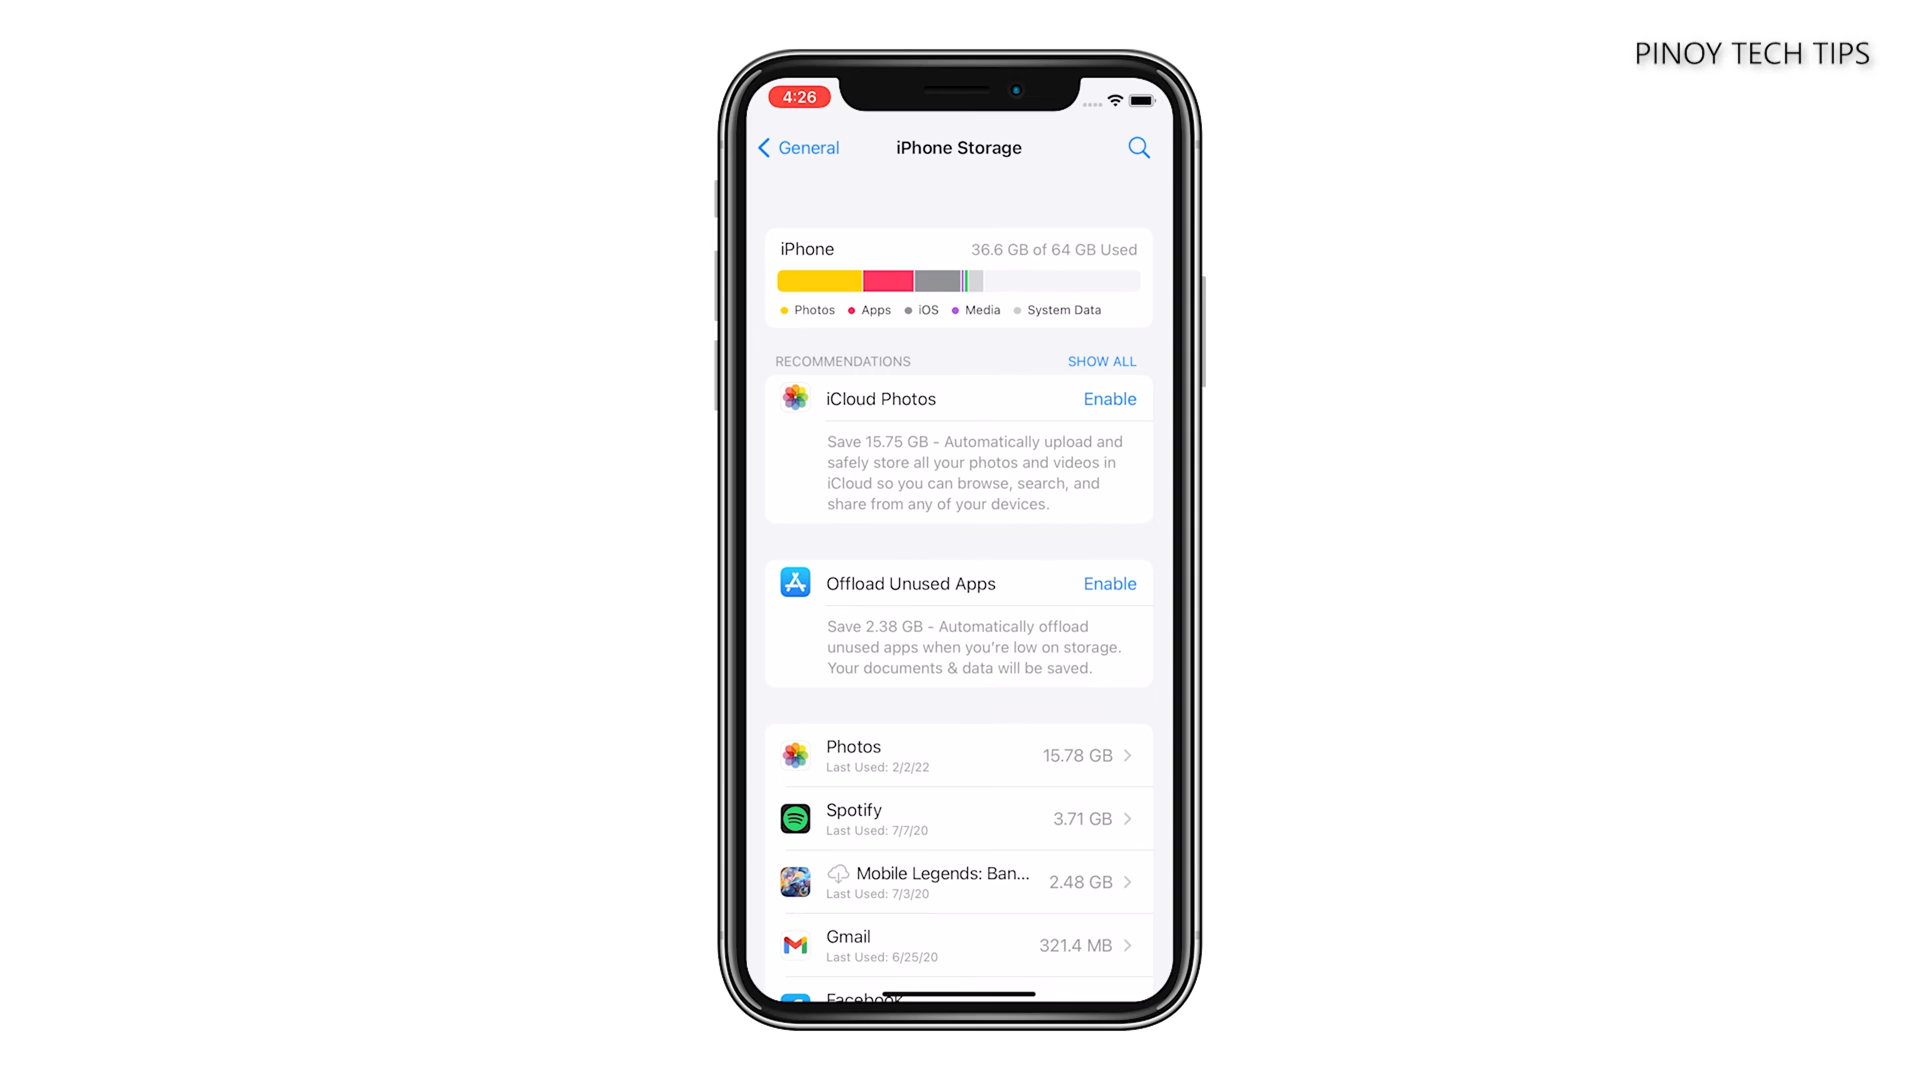 PINOY TECH TIPS
4:26
General
iPhone Storage
iPhone
36.6 GB of 64 GB Used
Photos Apps iOS Media System Data
RECOMMENDATIONS
SHOW ALL
iCloud Photos
Enable
Save 15.75 GB - Automatically upload and
safely store all your photos and videos in
iCloud so you can browse, search, and
share from any of your devices.
Offload Unused Apps
Enable
Save 2.38 GB - Automatically offload
unused apps when you're low on storage.
Your documents & data will be saved.
Photos
15.78 GB
Last Used: 2/2/22
Spotify
3.71 GB
Last Used: 7/7/20
Mobile Legends: Ban...
2.48 GB
Last Used: 7/3/20
Gmail
321.4 MB
Last Used: 6/25/20
Facebook